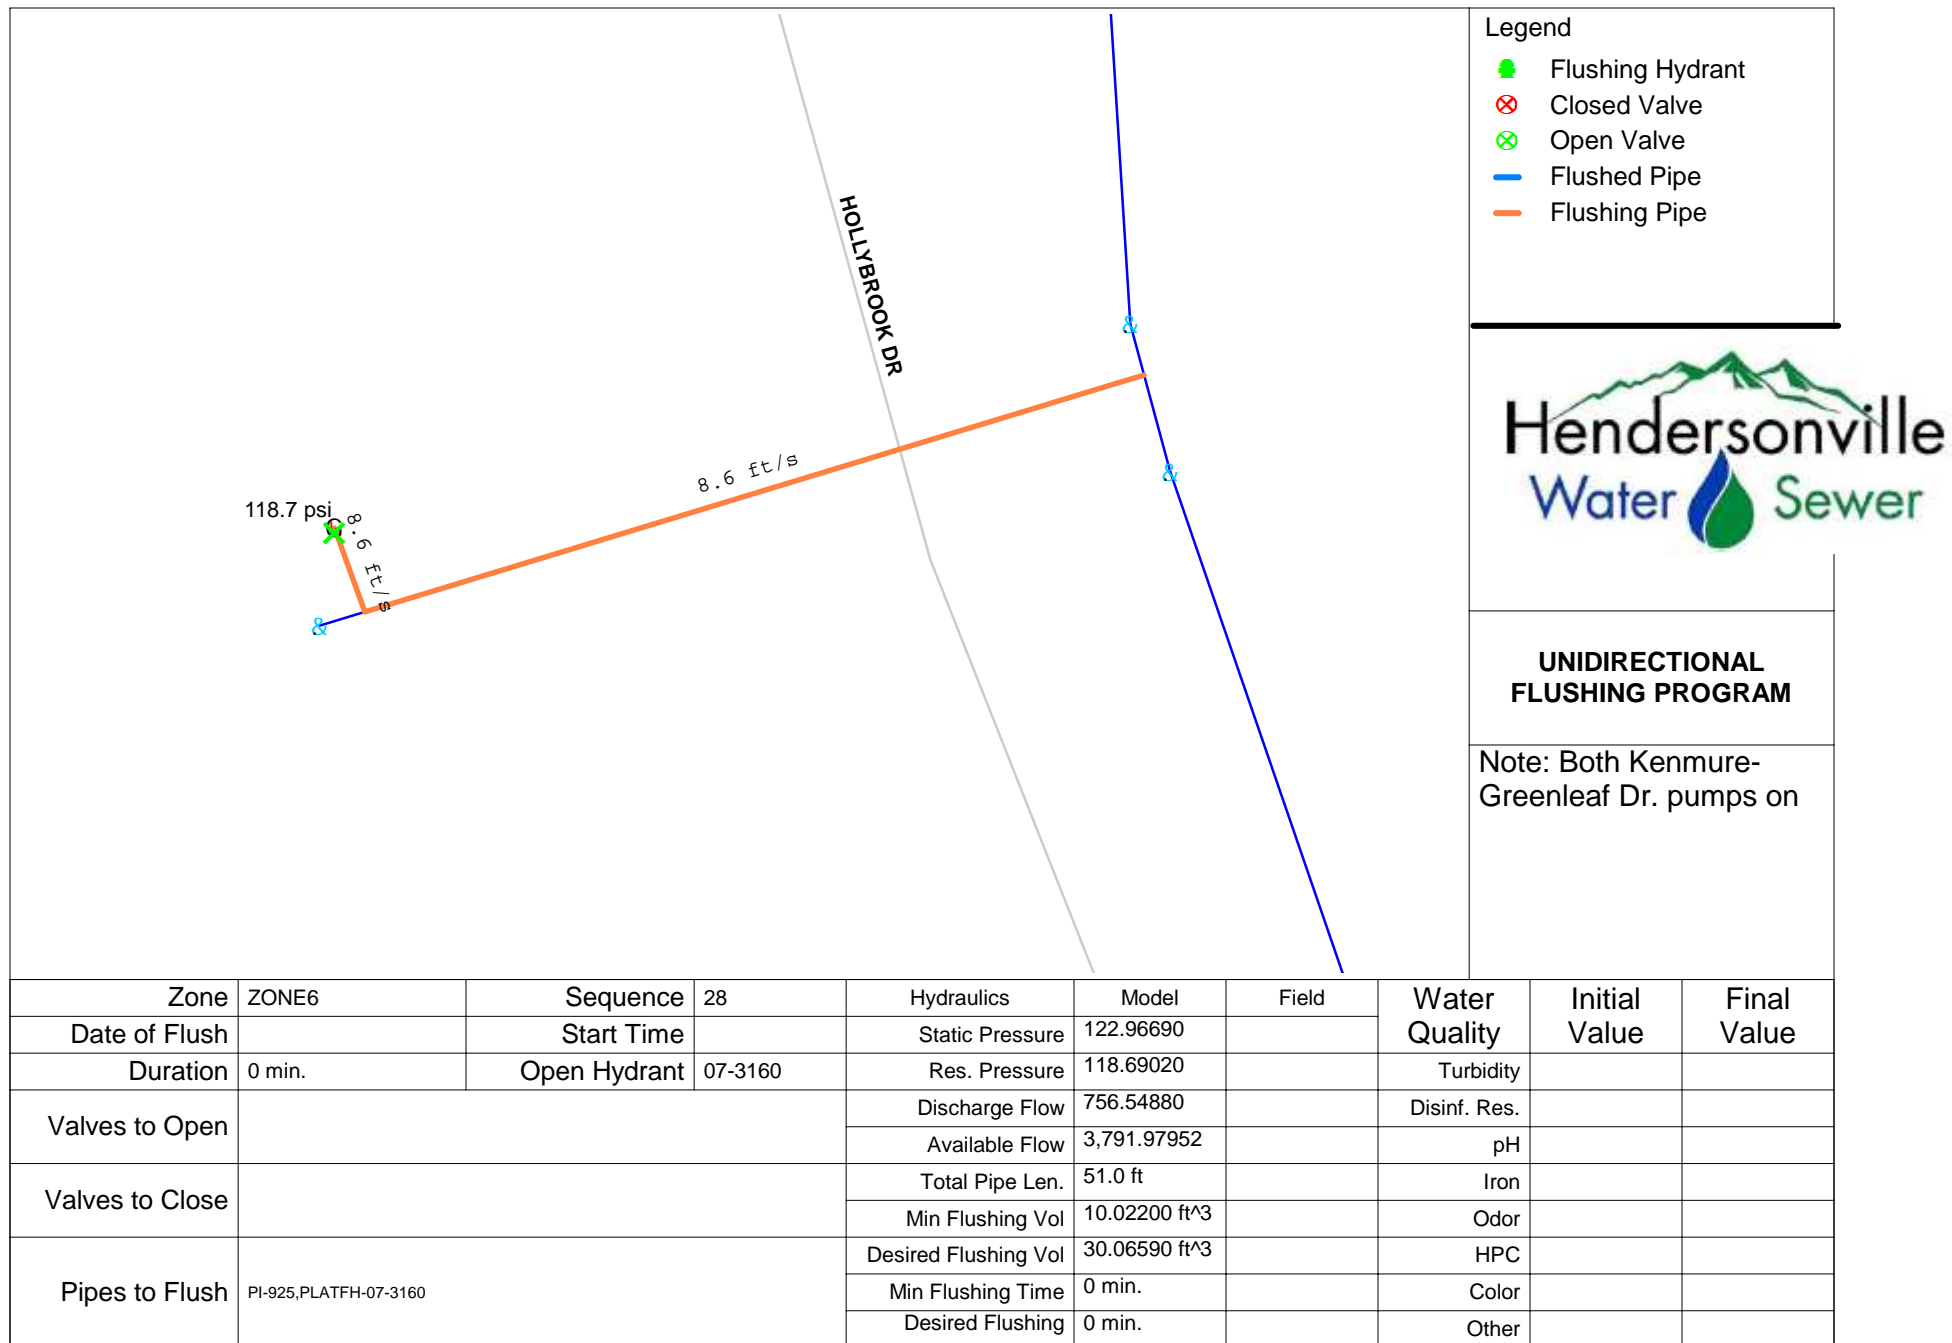 Legend
Flushing Hydrant
Closed Valve
Open Valve
Flushed Pipe
Flushing Pipe
HOLLYBROOK DR
8.6 ft/s
118.7 psi
8.6 ft/s
&
&
&
Hendersonville
Water Sewer
UNIDIRECTIONAL
FLUSHING PROGRAM
Note: Both Kenmure-
Greenleaf Dr. pumps on
Zone ZONE6 Sequence 28 Hydraulics Model Field Water Quality Initial Value Final Value
Date of Flush Start Time Static Pressure 122.96690
Duration 0 min. Open Hydrant 07-3160 Res. Pressure 118.69020 Turbidity
Valves to Open Discharge Flow 756.54880 Disinf. Res.
Available Flow 3,791.97952 pH
Valves to Close Total Pipe Len. 51.0 ft Iron
Min Flushing Vol 10.02200 ft^3 Odor
Pipes to Flush PI-925,PLATFH-07-3160 Desired Flushing Vol 30.06590 ft^3 HPC
Min Flushing Time 0 min. Color
Desired Flushing 0 min. Other